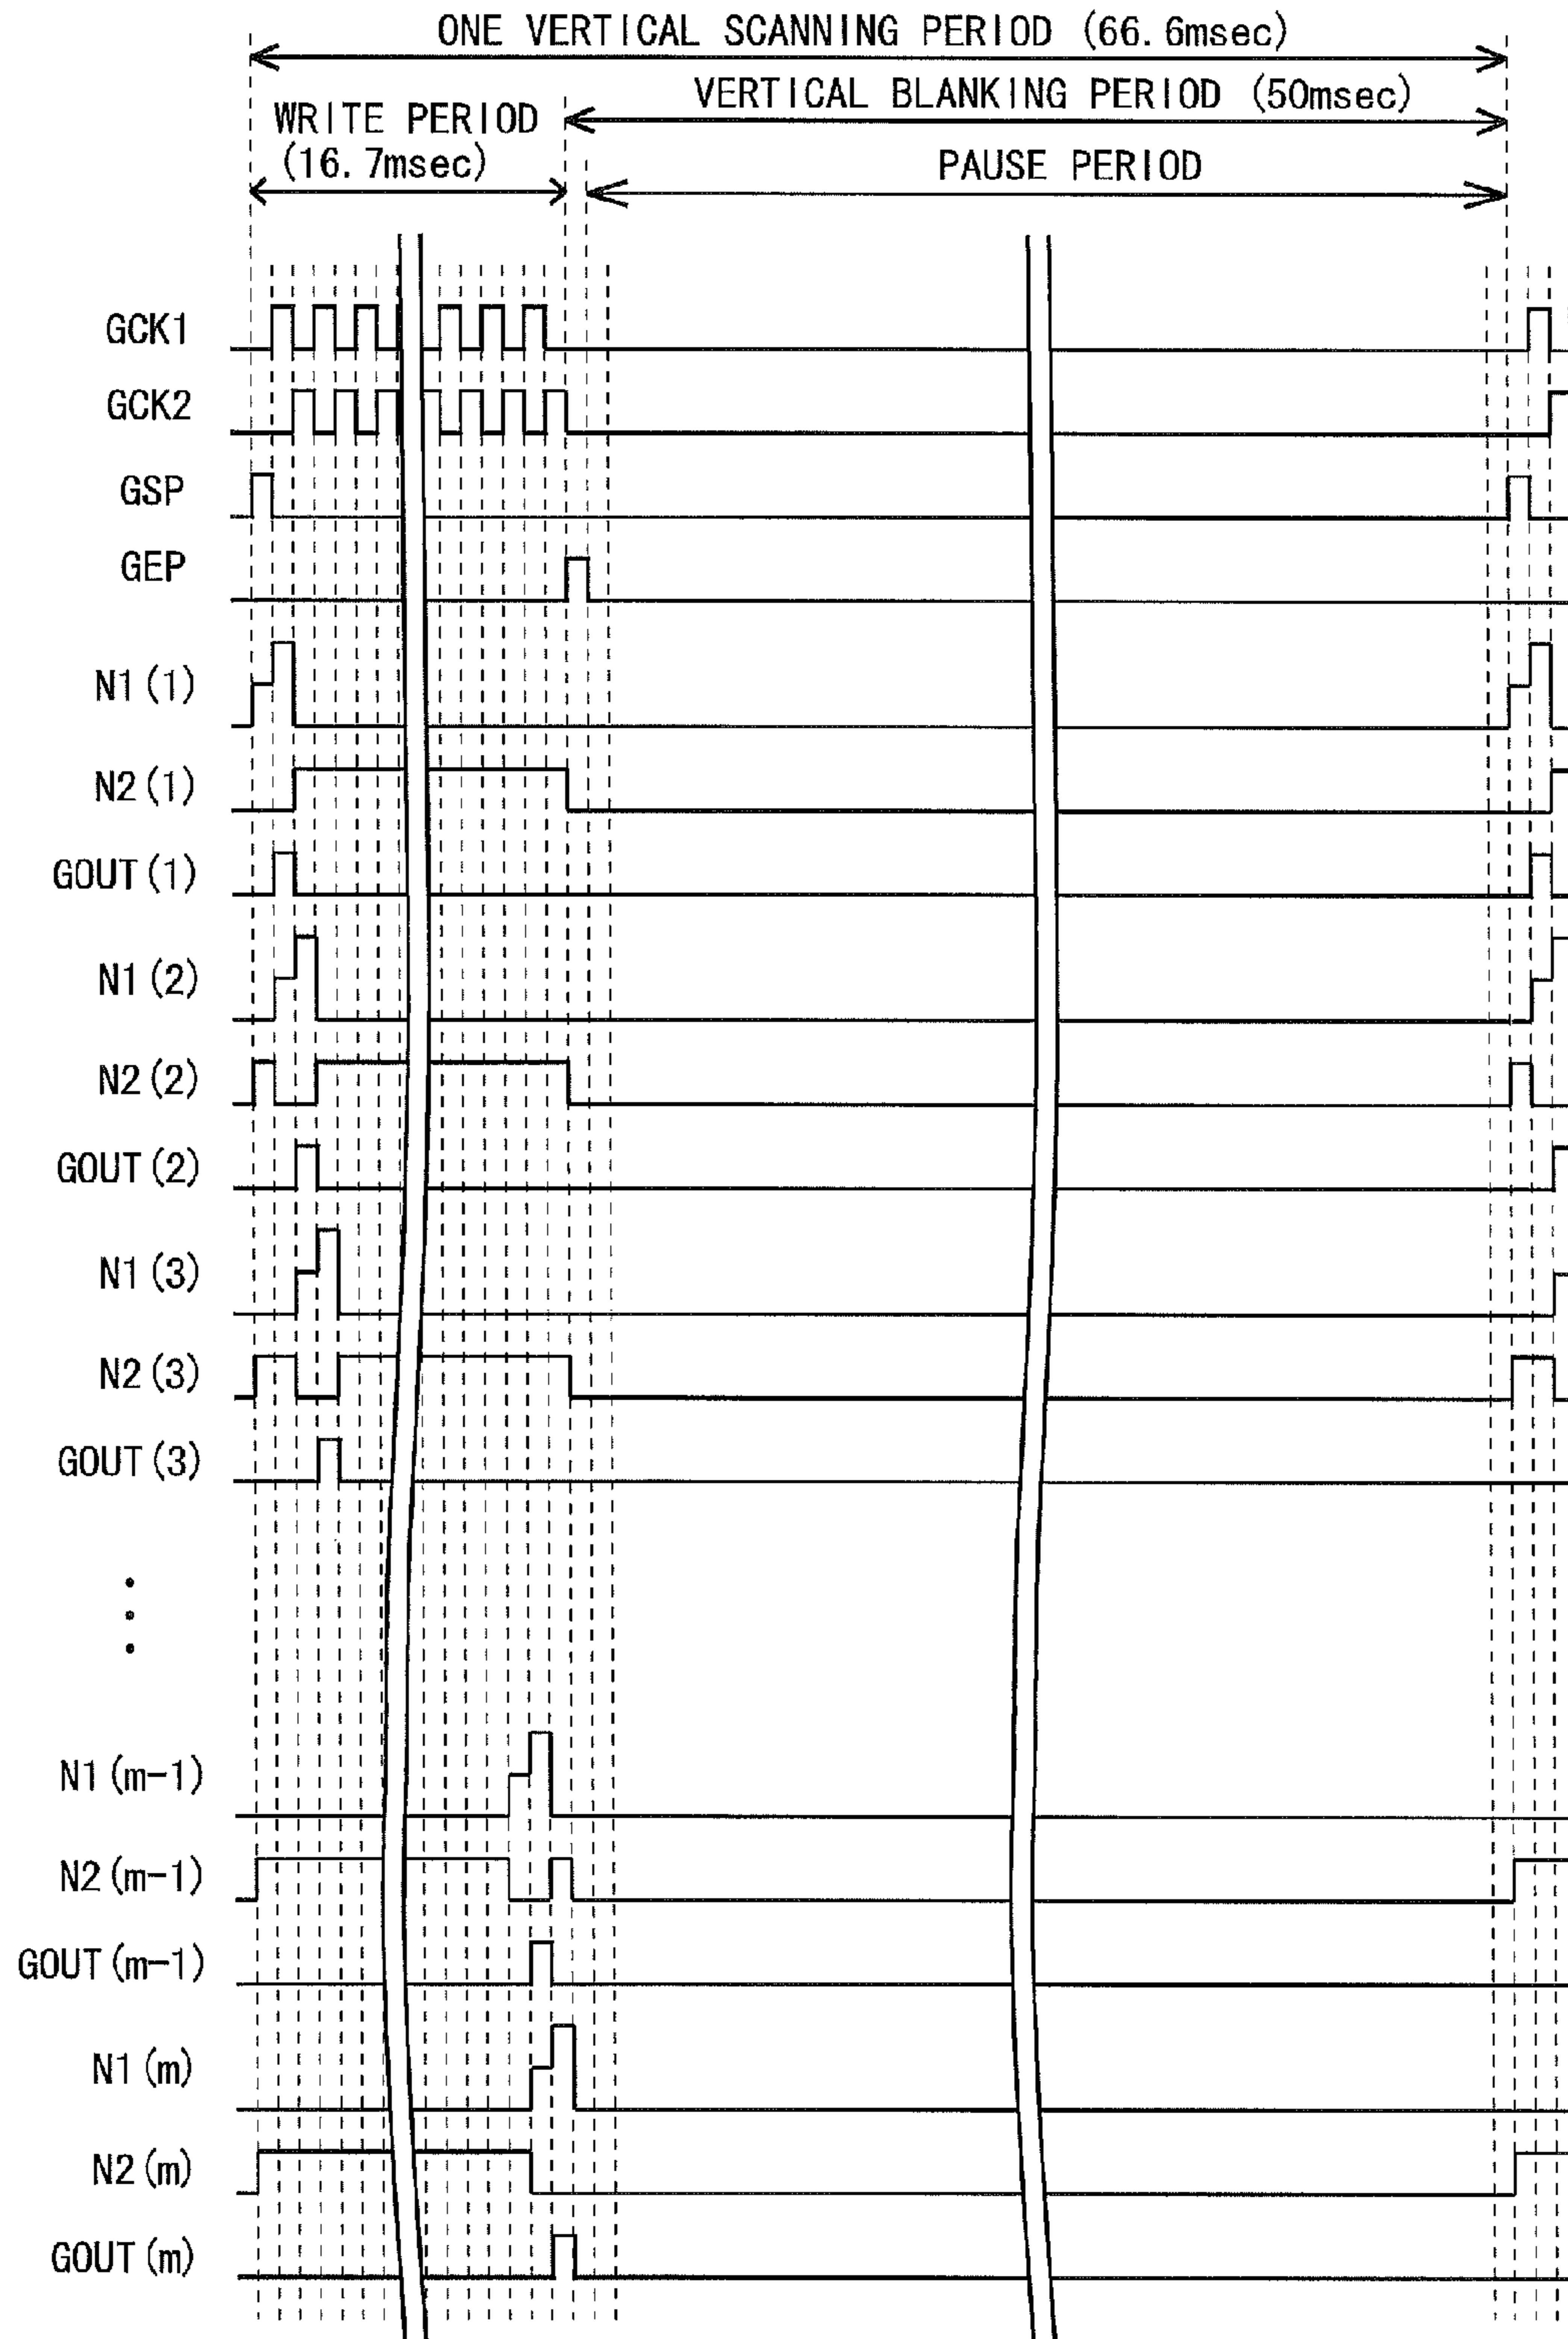 ONE VERTICAL SCANNING PERIOD (66.6msec)
VERTICAL BLANKING PERIOD (50msec)
WRITE PERIOD
(16.7msec)
PAUSE PERIOD
GCK1
GCK2
GSP
GEP
N1(1)
N2(1)
GOUT(1)
N1(2)
N2(2)
GOUT(2)
N1(3)
N2(3)
GOUT(3)
N1(m-1)
N2(m-1)
GOUT(m-1)
N1(m)
N2(m)
GOUT(m)